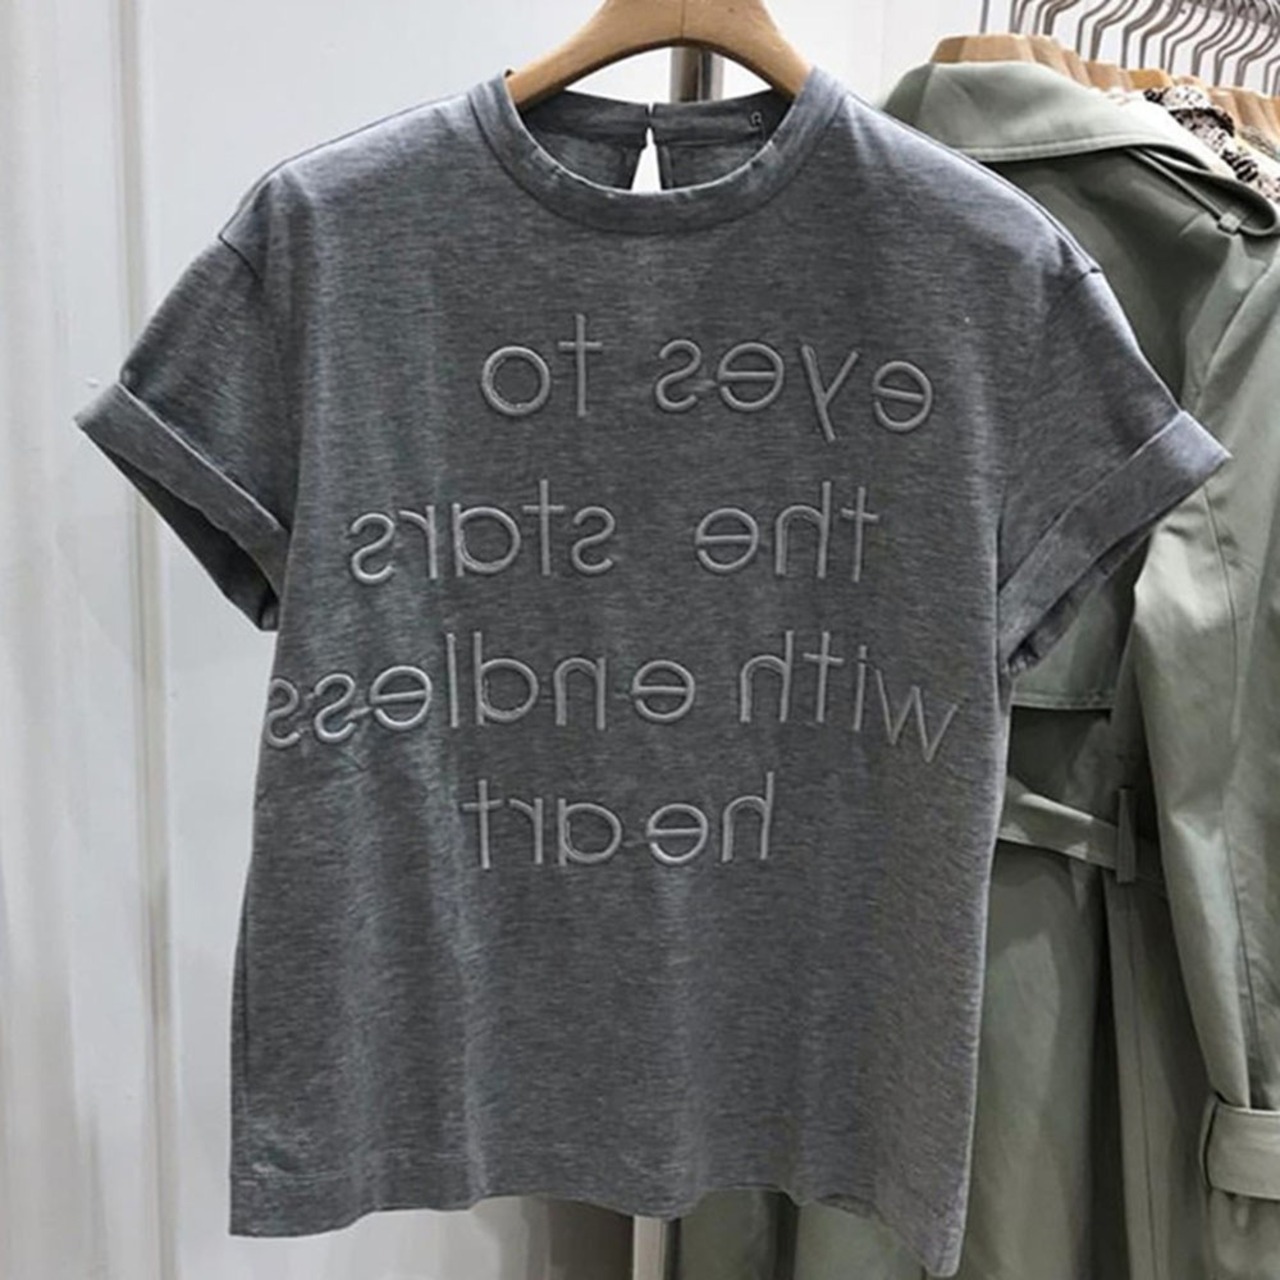 eyes to
the stars
with endless
heart